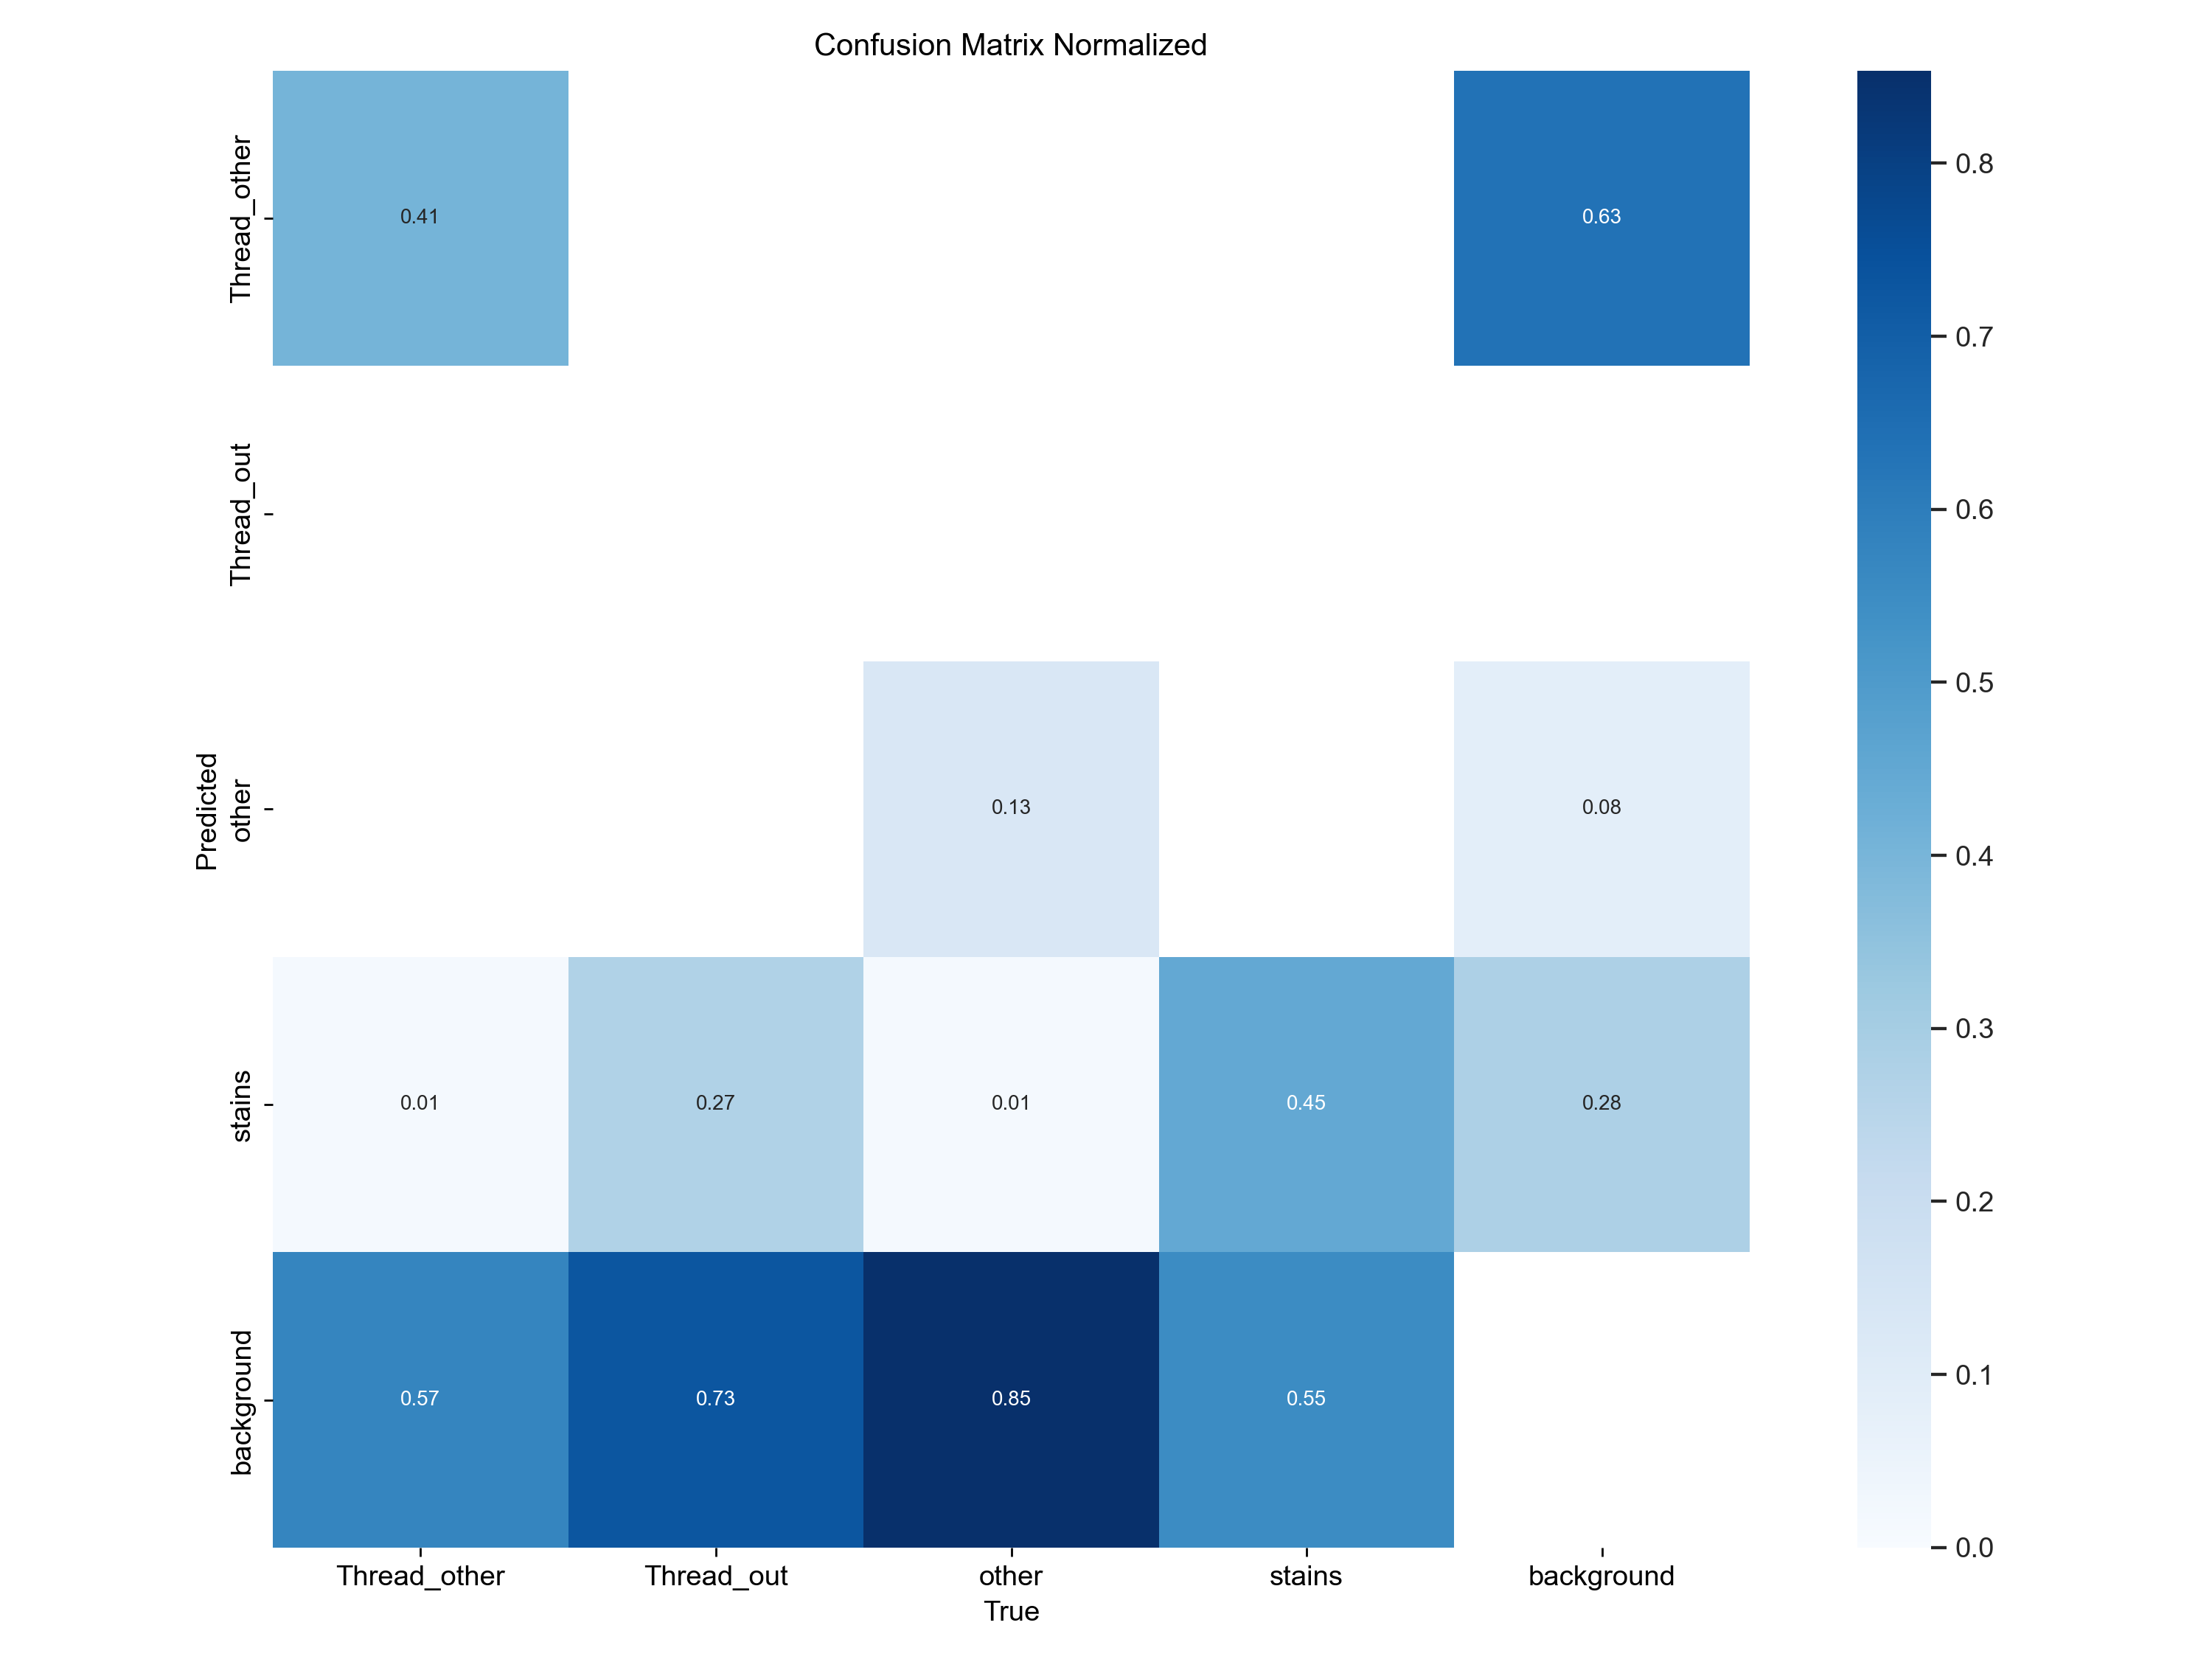 Confusion Matrix Normalized
Predicted
Thread_other
0.41
0.63
Thread_out
other
0.13
0.08
stains
0.01
0.27
0.01
0.45
0.28
background
0.57
0.73
0.85
0.55
Thread_other
Thread_out
other
stains
background
True
0.8
0.7
0.6
0.5
0.4
0.3
0.2
0.1
0.0